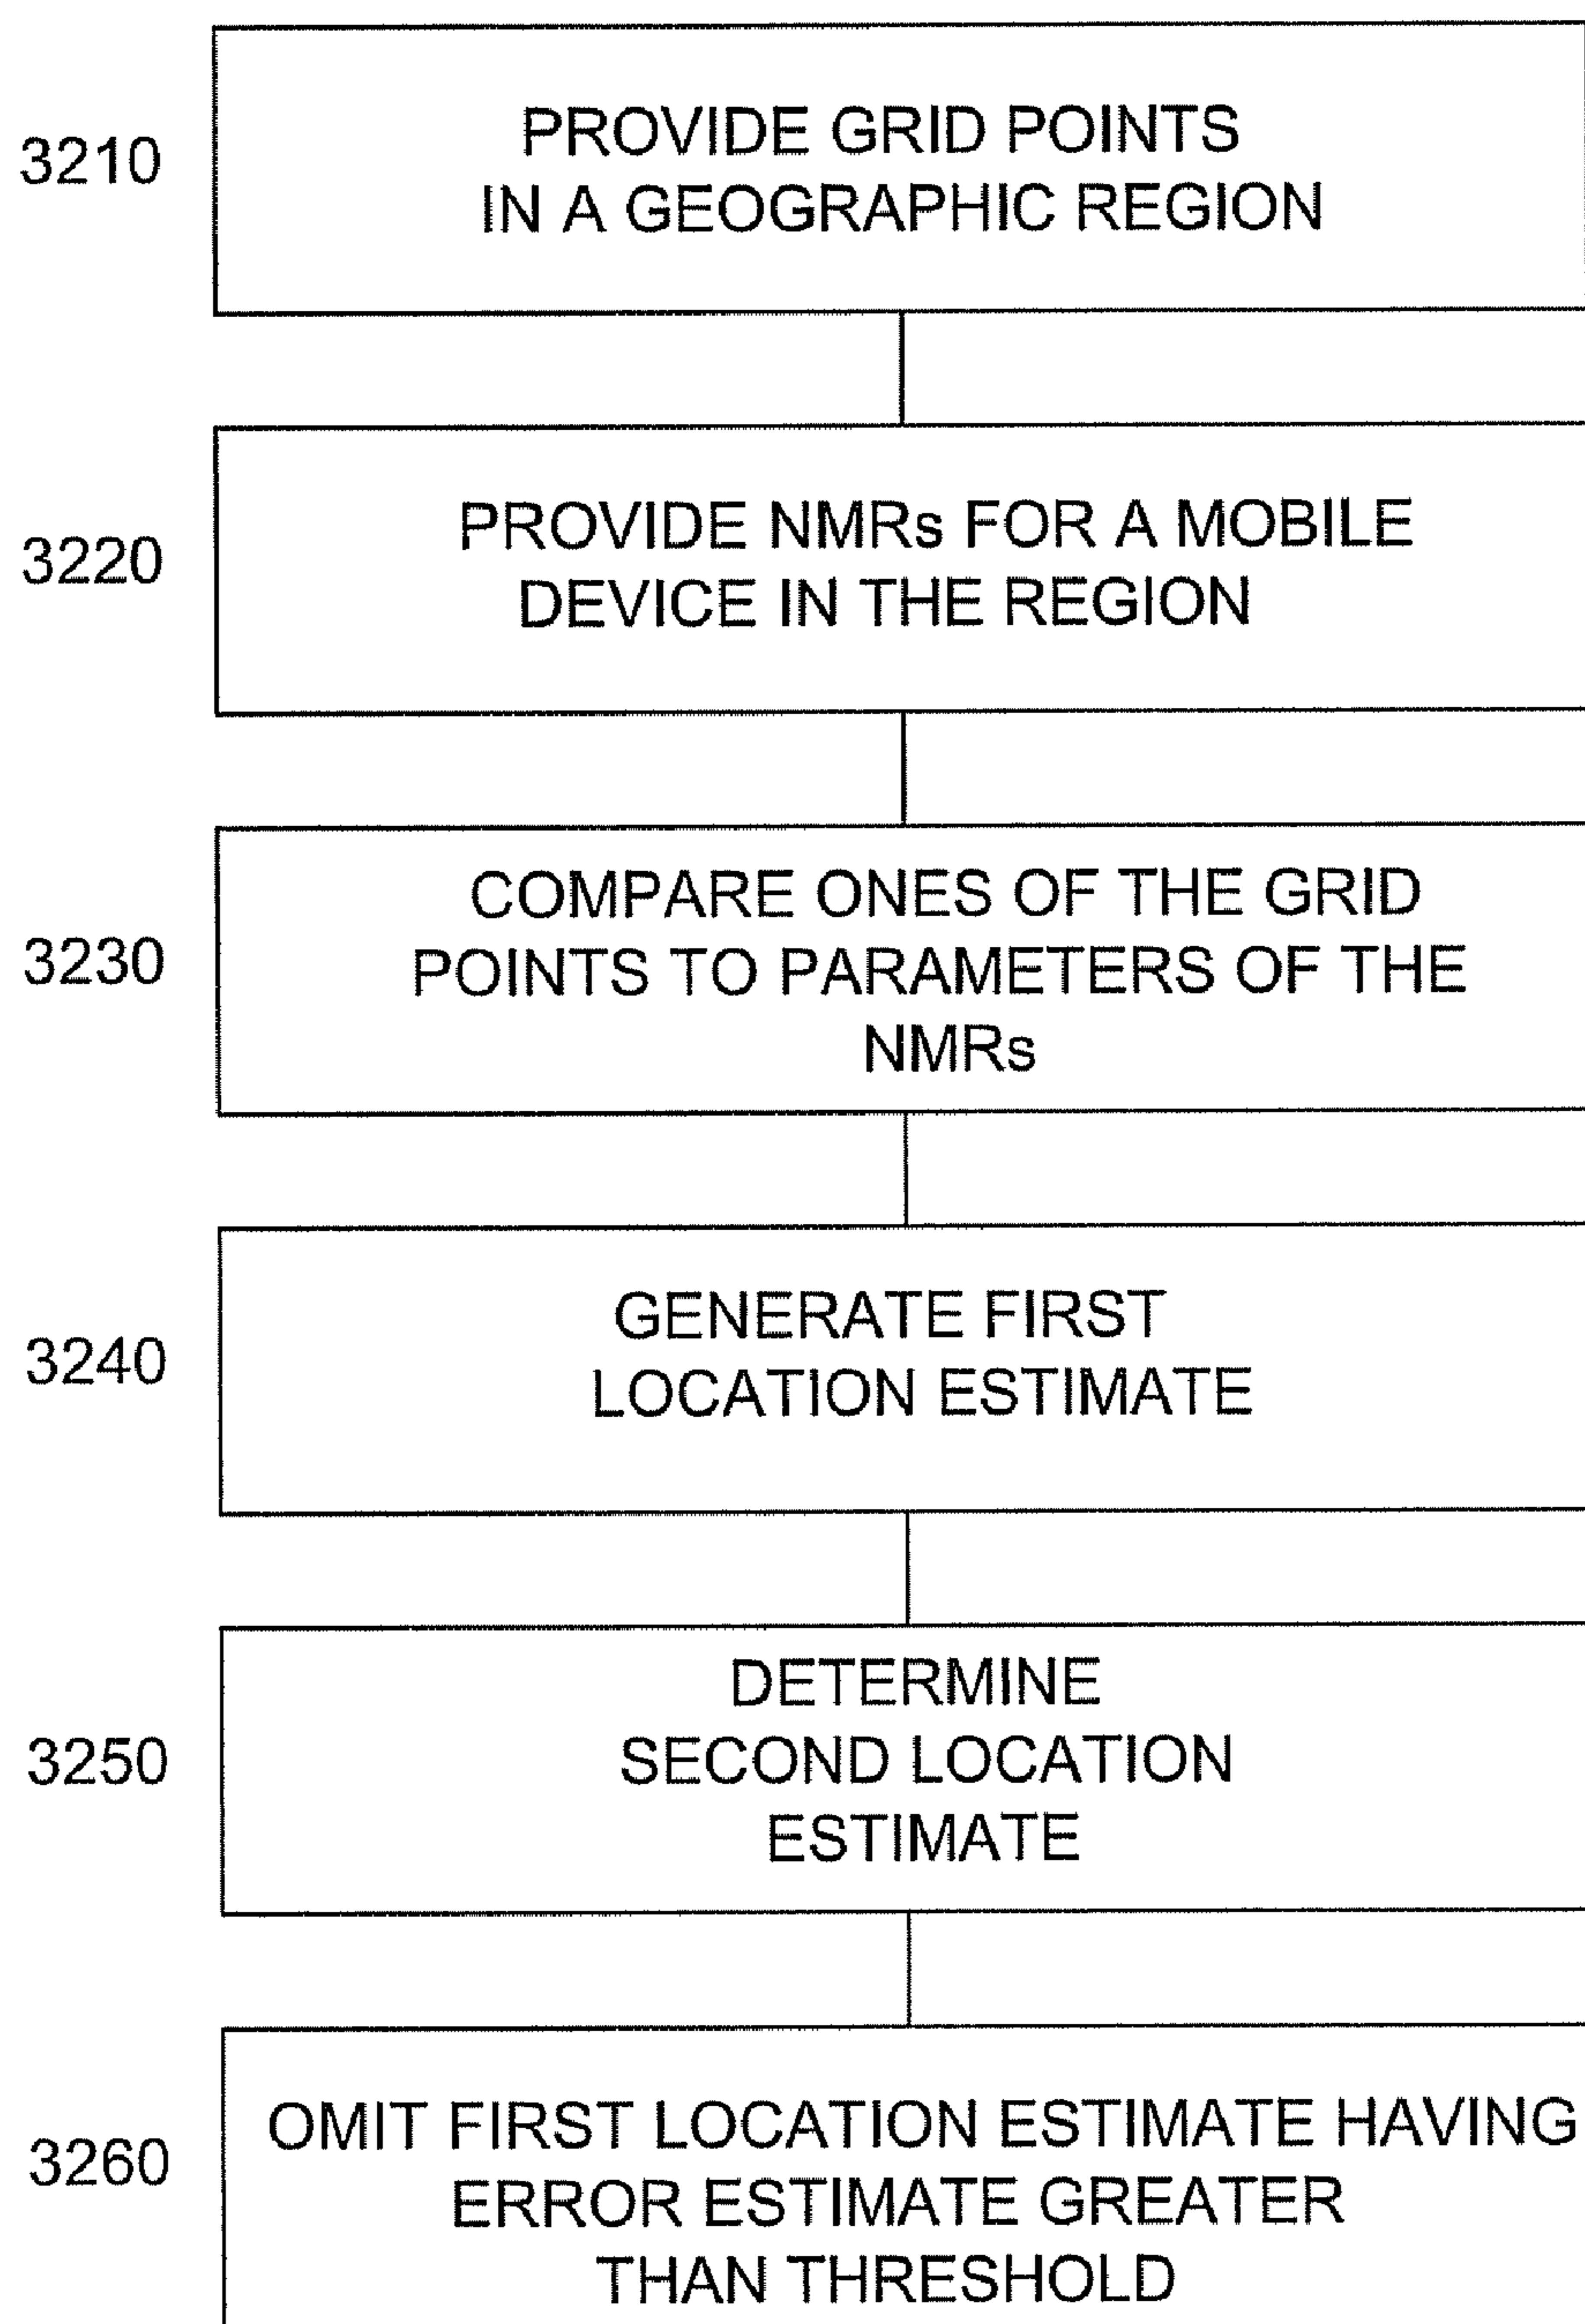 3210
PROVIDE GRID POINTS
IN A GEOGRAPHIC REGION
3220
PROVIDE NMRs FOR A MOBILE
DEVICE IN THE REGION
3230
COMPARE ONES OF THE GRID
POINTS TO PARAMETERS OF THE
NMRs
3240
GENERATE FIRST
LOCATION ESTIMATE
3250
DETERMINE
SECOND LOCATION
ESTIMATE
3260
OMIT FIRST LOCATION ESTIMATE HAVING
ERROR ESTIMATE GREATER
THAN THRESHOLD